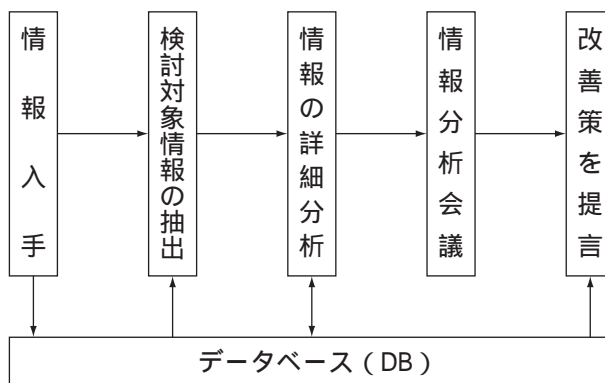 情報入手
検討対象情報の抽出
情報の詳細分析
情報分析会議
改善策を提言
データベース(DB)